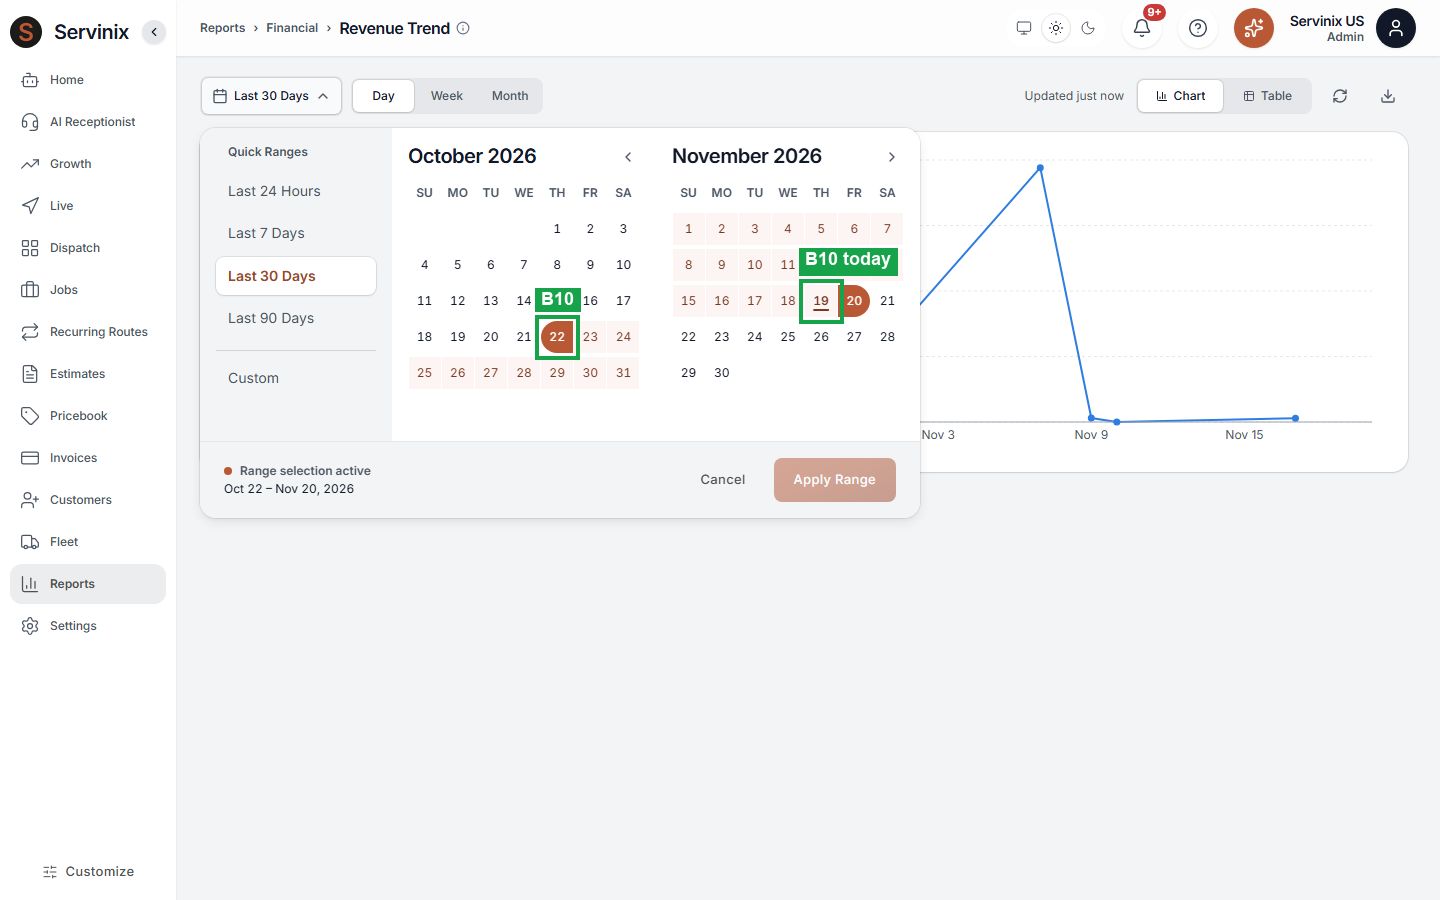 Servinix
Home
AI Receptionist
Growth
Live
Dispatch
Jobs
Recurring Routes
Estimates
Pricebook
Invoices
Customers
Fleet
Reports
Settings
Customize
Reports › Financial › Revenue Trend
9+
Servinix US
Admin
Last 30 Days
Day Week Month
Updated just now
Chart Table
Quick Ranges
Last 24 Hours
Last 7 Days
Last 30 Days
Last 90 Days
Custom
October 2026
SU MO TU WE TH FR SA
1 2 3
4 5 6 7 8 9 10
11 12 13 14 B10 16 17
18 19 20 21 22 23 24
25 26 27 28 29 30 31
November 2026
SU MO TU WE TH FR SA
1 2 3 4 5 6 7
8 9 10 11 B10 today
15 16 17 18 19 20 21
22 23 24 25 26 27 28
29 30
Range selection active
Oct 22 – Nov 20, 2026
Cancel
Apply Range
Nov 3 Nov 9 Nov 15